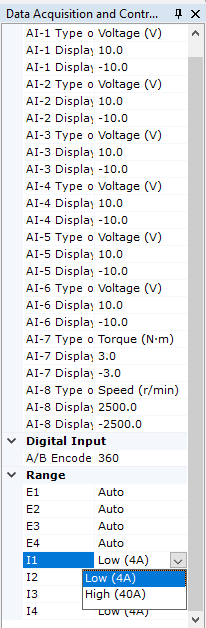 Data Acquisition and Contr...
AI-1 Type o Voltage (V)
AI-1 Display 10.0
AI-1 Display -10.0
AI-2 Type o Voltage (V)
AI-2 Display 10.0
AI-2 Display -10.0
AI-3 Type o Voltage (V)
AI-3 Display 10.0
AI-3 Display -10.0
AI-4 Type o Voltage (V)
AI-4 Display 10.0
AI-4 Display -10.0
AI-5 Type o Voltage (V)
AI-5 Display 10.0
AI-5 Display -10.0
AI-6 Type o Voltage (V)
AI-6 Display 10.0
AI-6 Display -10.0
AI-7 Type o Torque (N·m)
AI-7 Display 3.0
AI-7 Display -3.0
AI-8 Type o Speed (r/min)
AI-8 Display 2500.0
AI-8 Display -2500.0
Digital Input
A/B Encode 360
Range
E1 Auto
E2 Auto
E3 Auto
E4 Auto
I1 Low (4A)
I2 Low (4A)
I3 High (40A)
I4 Low (4A)